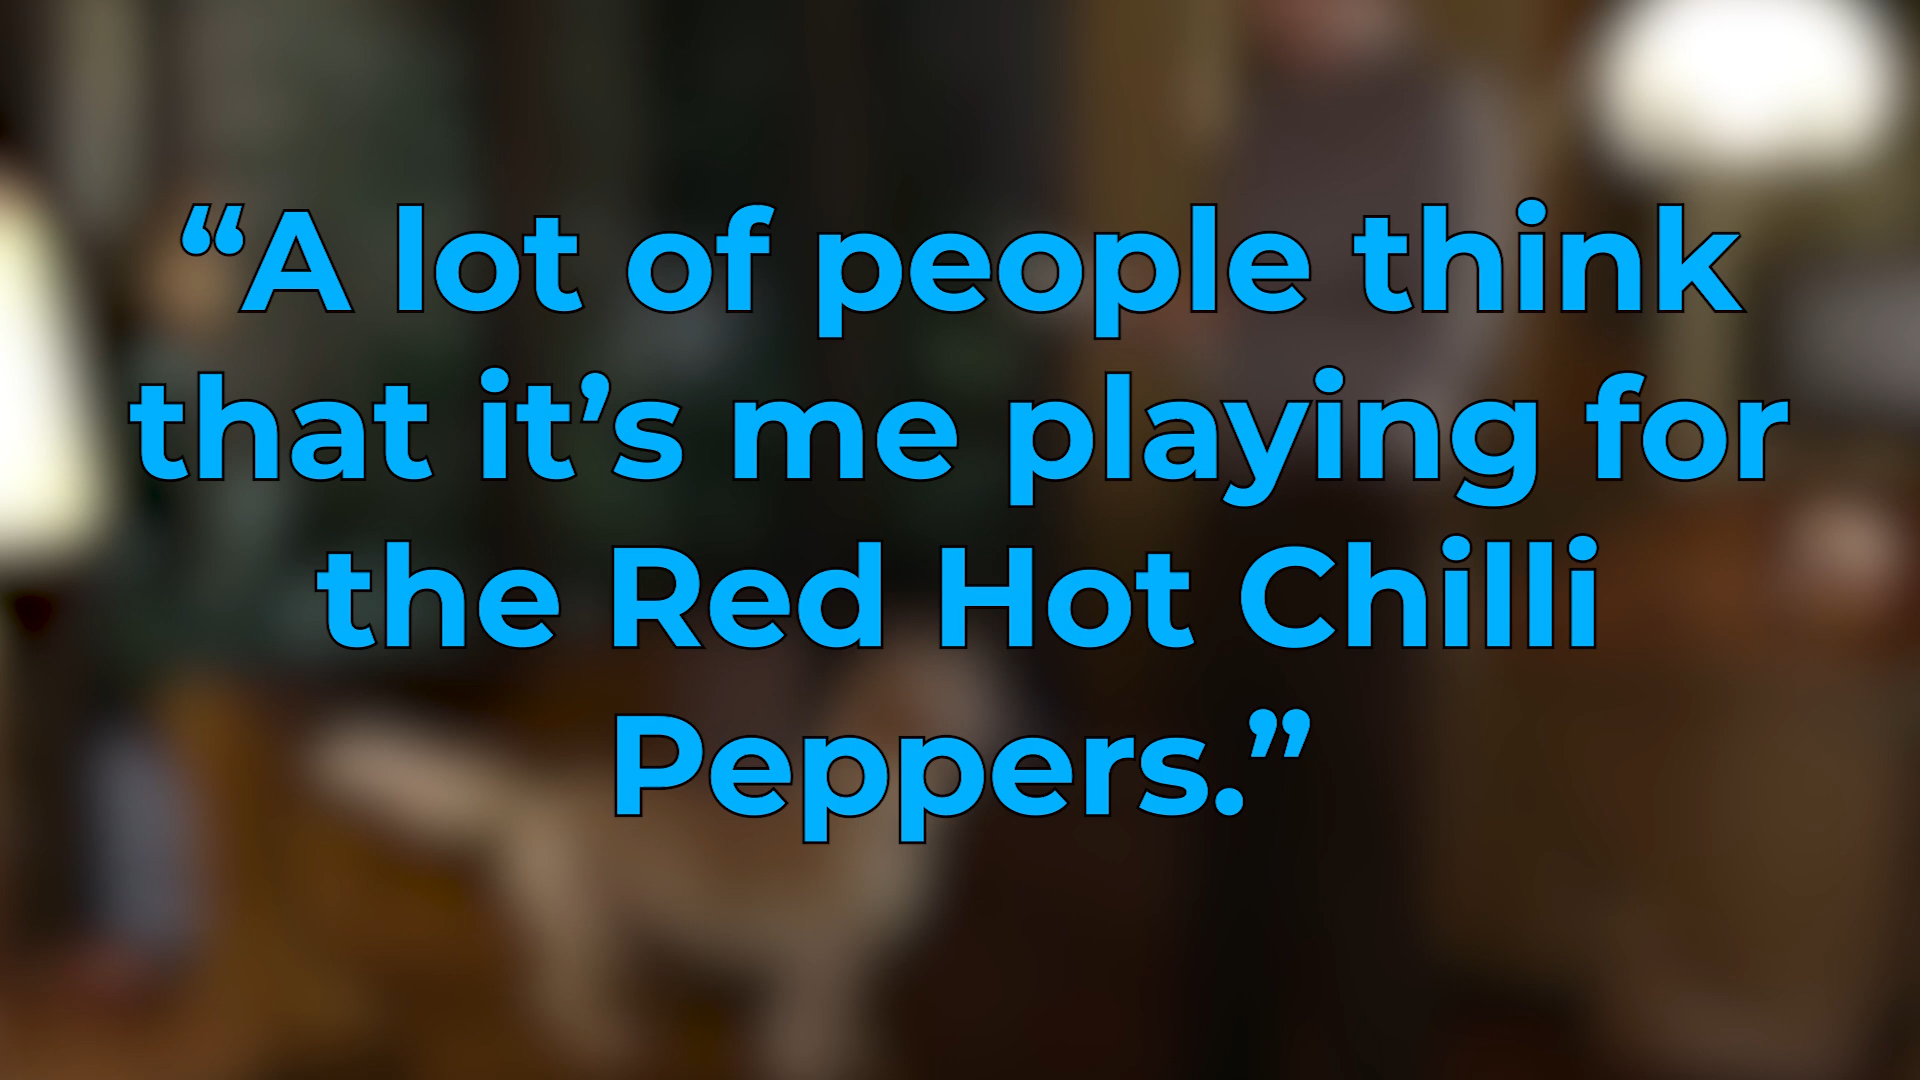 “A lot of people think
that it’s me playing for
the Red Hot Chilli
Peppers.”